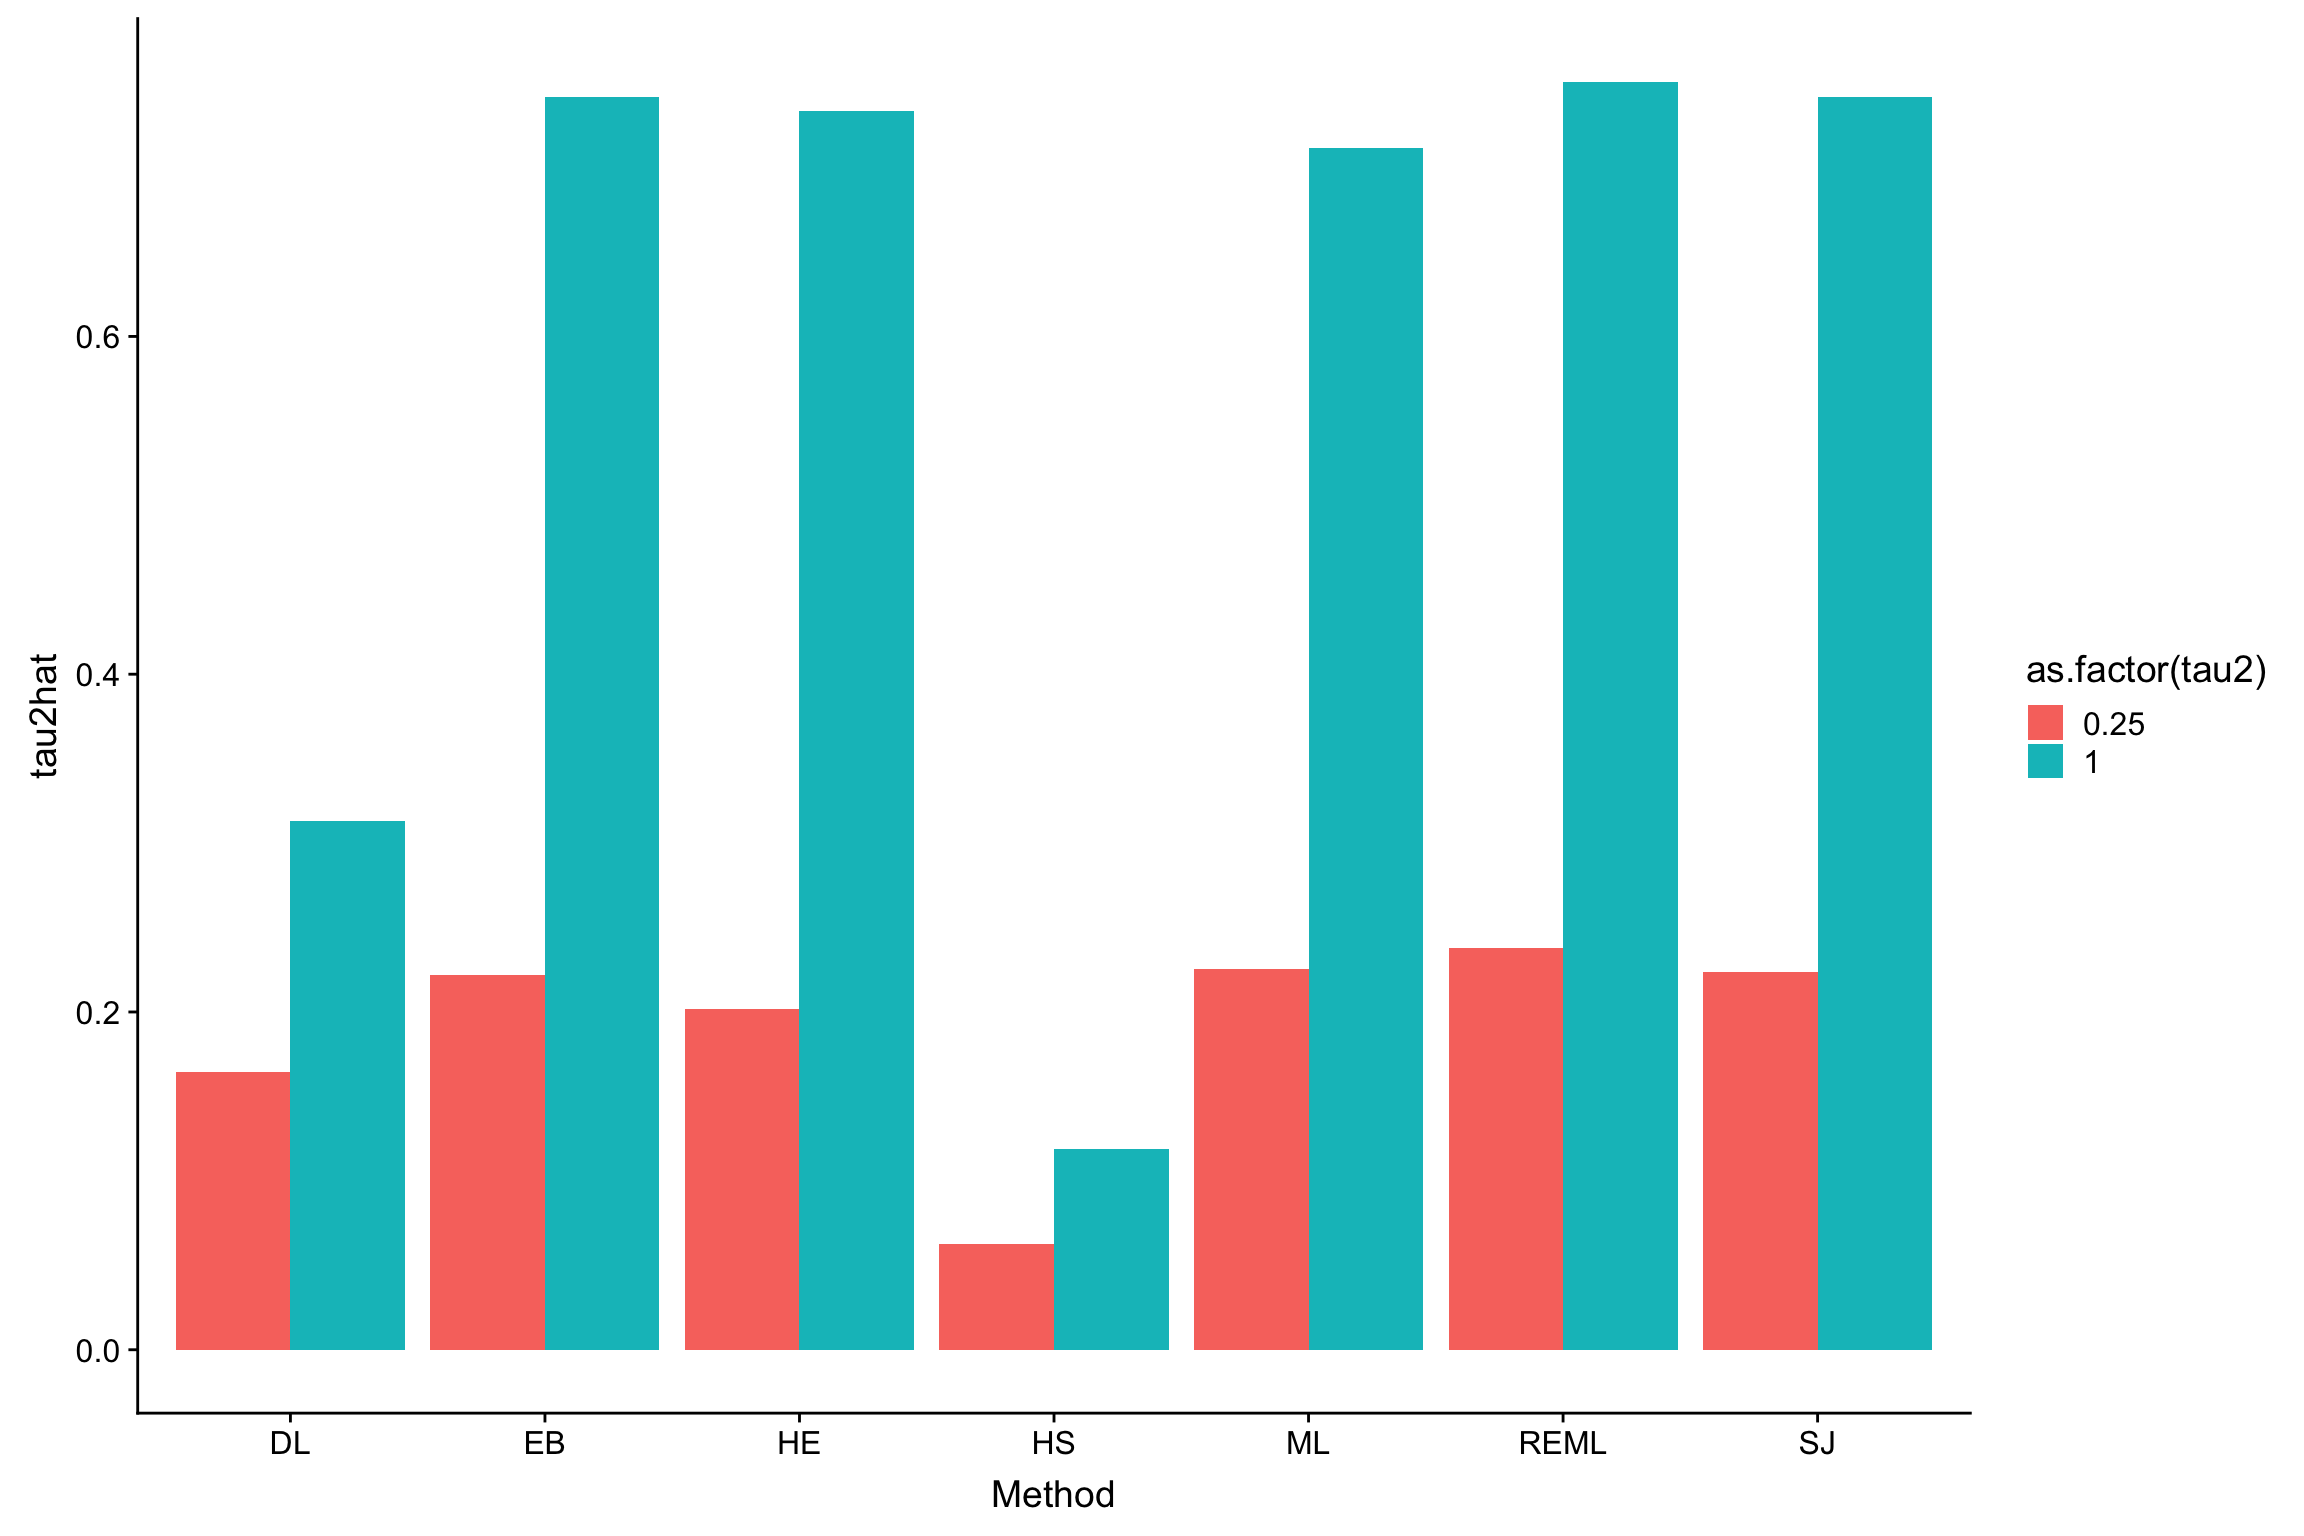 tau2hat
0.6
0.4
0.2
0.0
DL
EB
HE
HS
ML
REML
SJ
Method
as.factor(tau2)
0.25
1